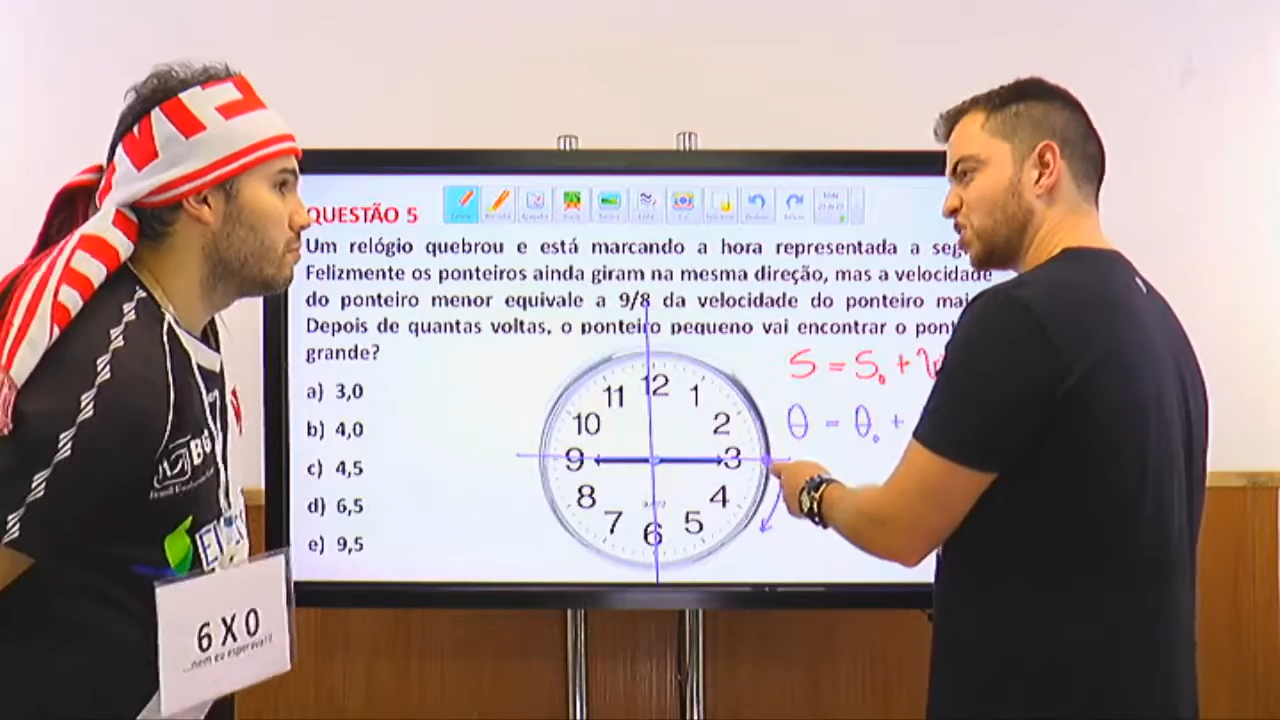 QUESTÃO 5
Um relógio quebrou e está marcando a hora representada a seg
Felizmente os ponteiros ainda giram na mesma direção, mas a velocidade
do ponteiro menor equivale a 9/8 da velocidade do ponteiro mai
Depois de quantas voltas, o ponteiro pequeno vai encontrar o pont
grande?
a) 3,0
b) 4,0
c) 4,5
d) 6,5
e) 9,5
12
11 1
10 2
9 3
8 4
7 5
6
S = S₀ +
θ = θ₀ +
6 X 0
...nem eu esperava!!